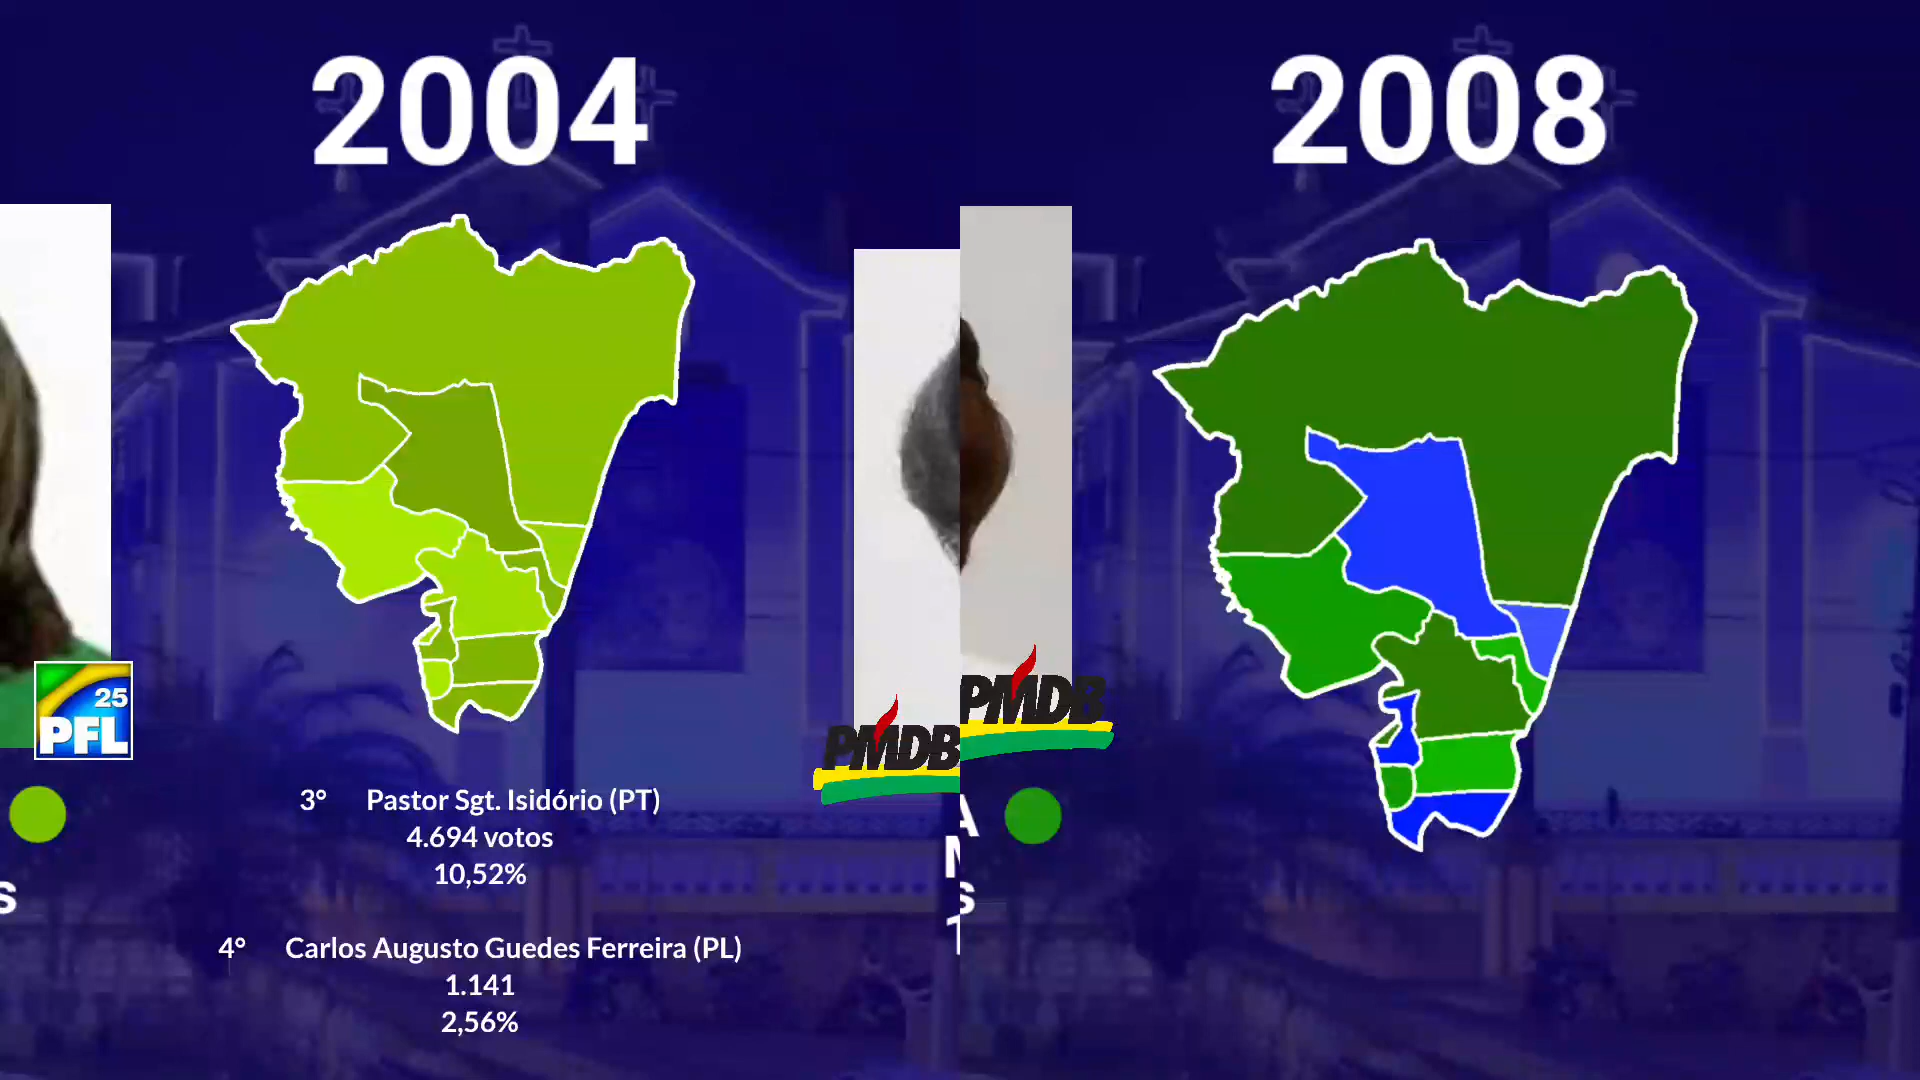 2004
2008
25
PFL
PMDB
PMDB
3° Pastor Sgt. Isidório (PT)
4.694 votos
10,52%
4° Carlos Augusto Guedes Ferreira (PL)
1.141
2,56%